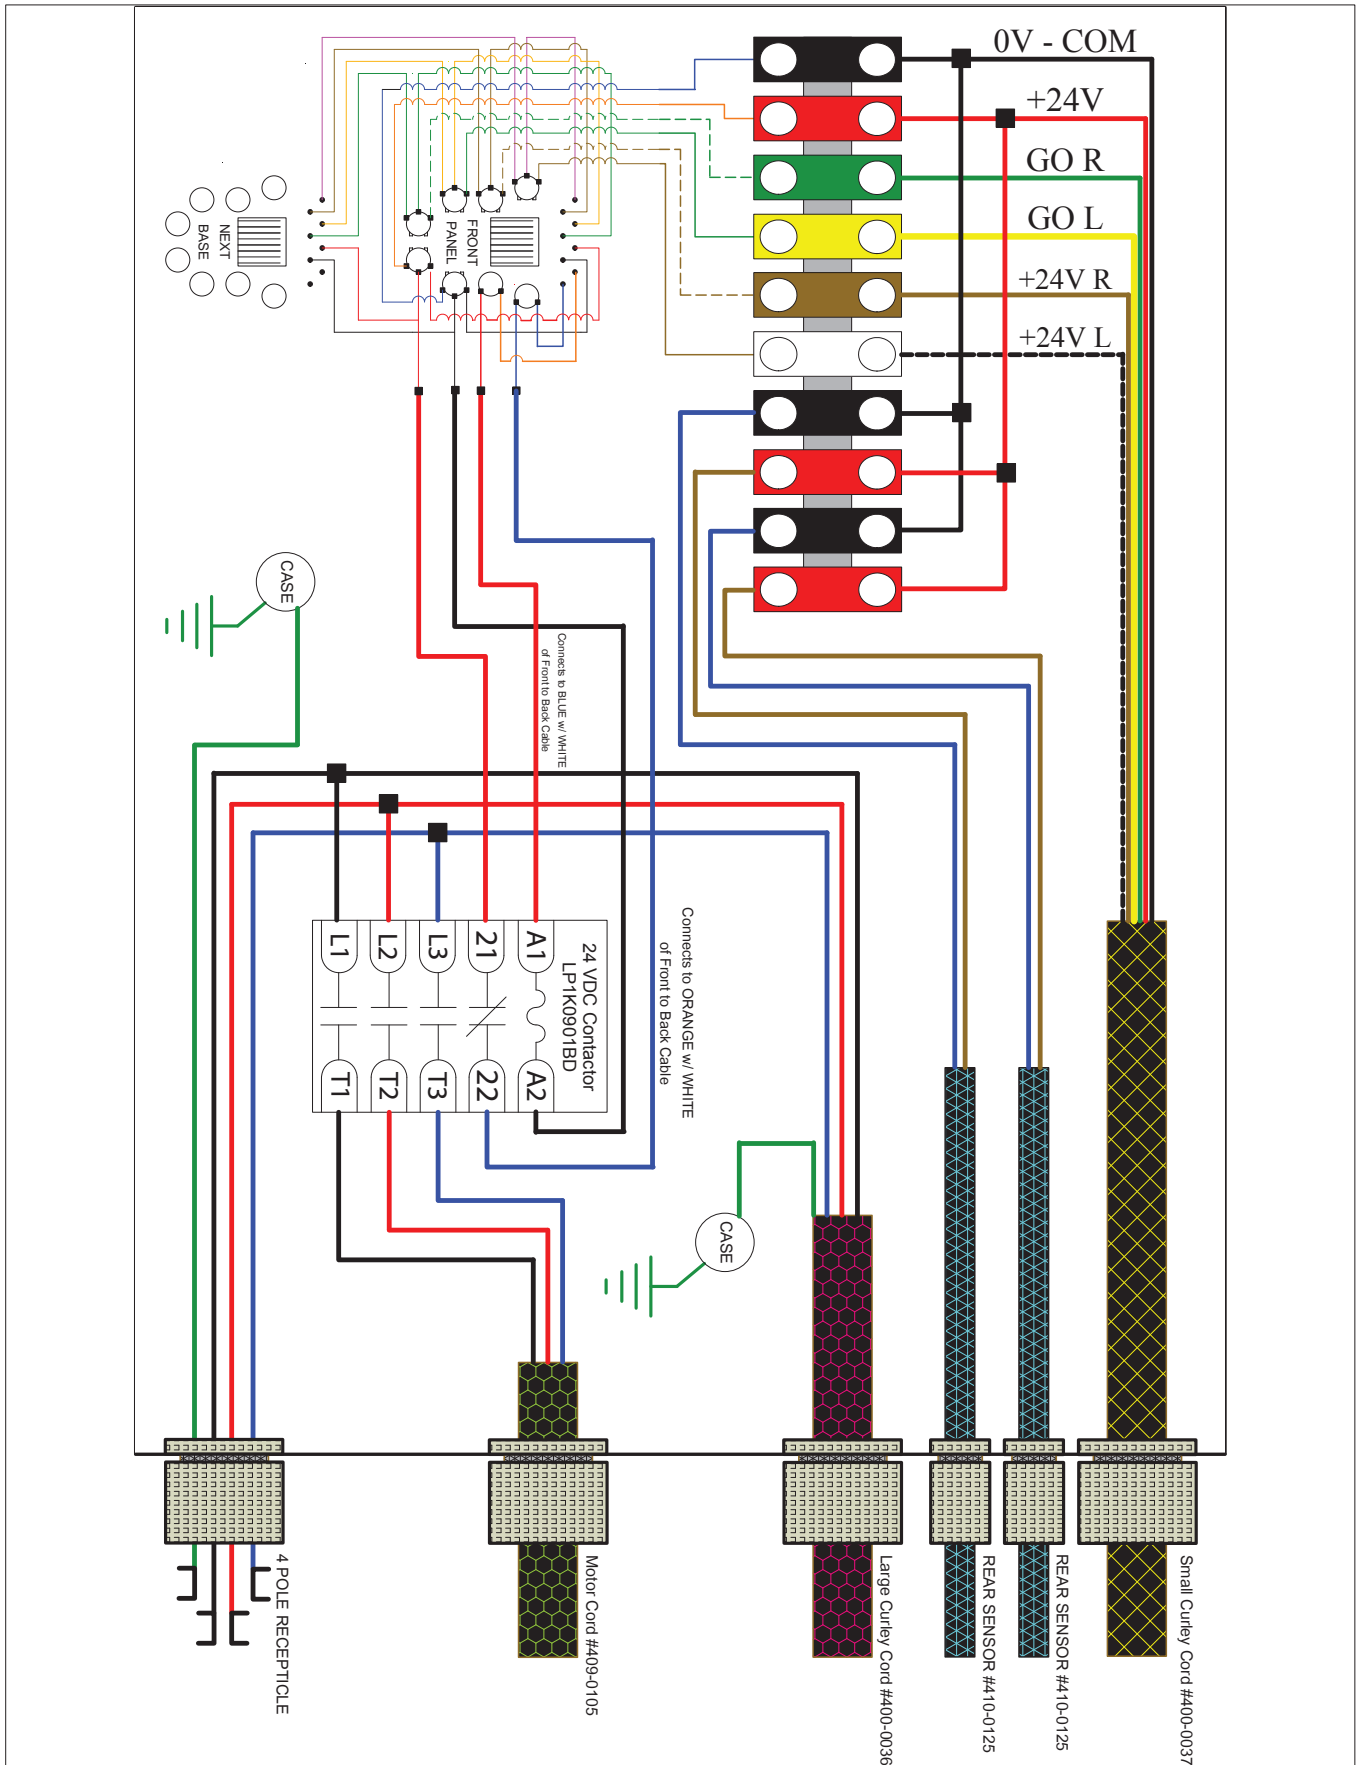 0V - COM
+24V
GO R
GO L
+24V R
+24V L
FRONT
PANEL
NEXT
BASE
CASE
Connects to BLUE w/ WHITE
of Front to Back Cable
Connects to ORANGE w/ WHITE
of Front to Back Cable
24 VDC Contactor
LP1K0901BD
L1
L2
L3
21
A1
T1
T2
T3
22
A2
CASE
4 POLE RECEPTICLE
Motor Cord #409-0105
Large Curley Cord #400-0036
REAR SENSOR #410-0125
REAR SENSOR #410-0125
Small Curley Cord #400-0037